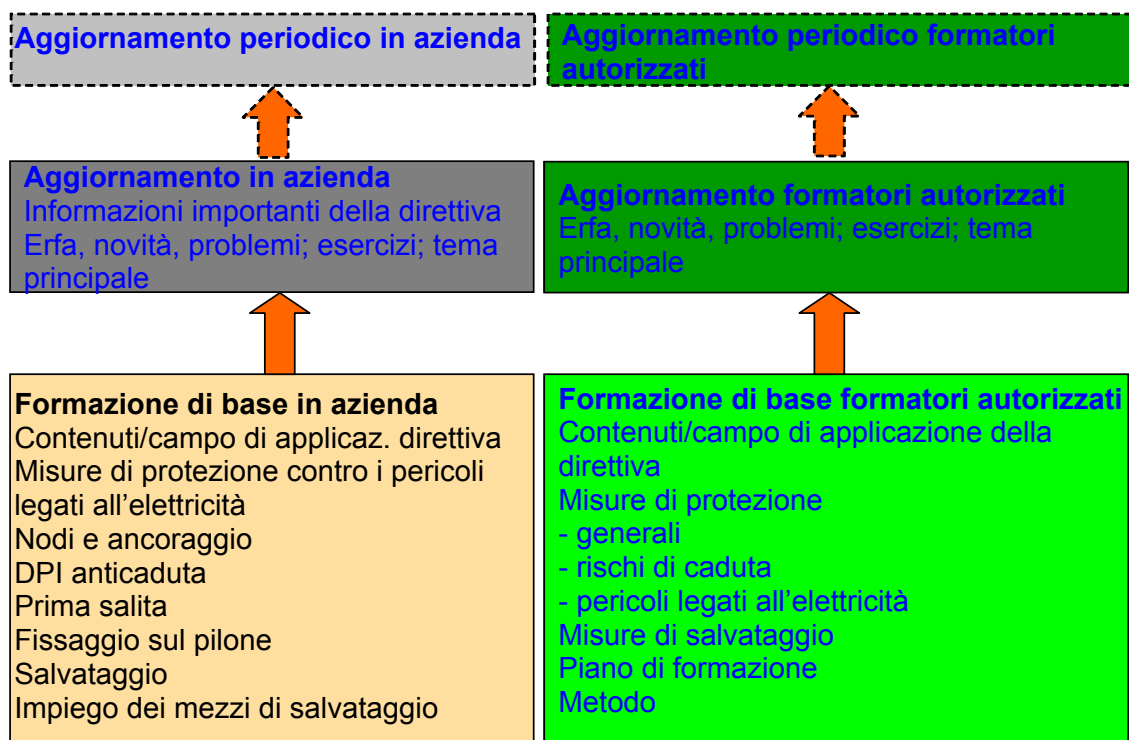 Aggiornamento periodico in azienda
Aggiornamento periodico formatori
autorizzati
Aggiornamento in azienda
Informazioni importanti della direttiva
Erfa, novità, problemi; esercizi; tema
principale
Aggiornamento formatori autorizzati
Erfa, novità, problemi; esercizi; tema
principale
Formazione di base in azienda
Contenuti/campo di applicaz. direttiva
Misure di protezione contro i pericoli
legati all’elettricità
Nodi e ancoraggio
DPI anticaduta
Prima salita
Fissaggio sul pilone
Salvataggio
Impiego dei mezzi di salvataggio
Formazione di base formatori autorizzati
Contenuti/campo di applicazione della
direttiva
Misure di protezione
- generali
- rischi di caduta
- pericoli legati all’elettricità
Misure di salvataggio
Piano di formazione
Metodo